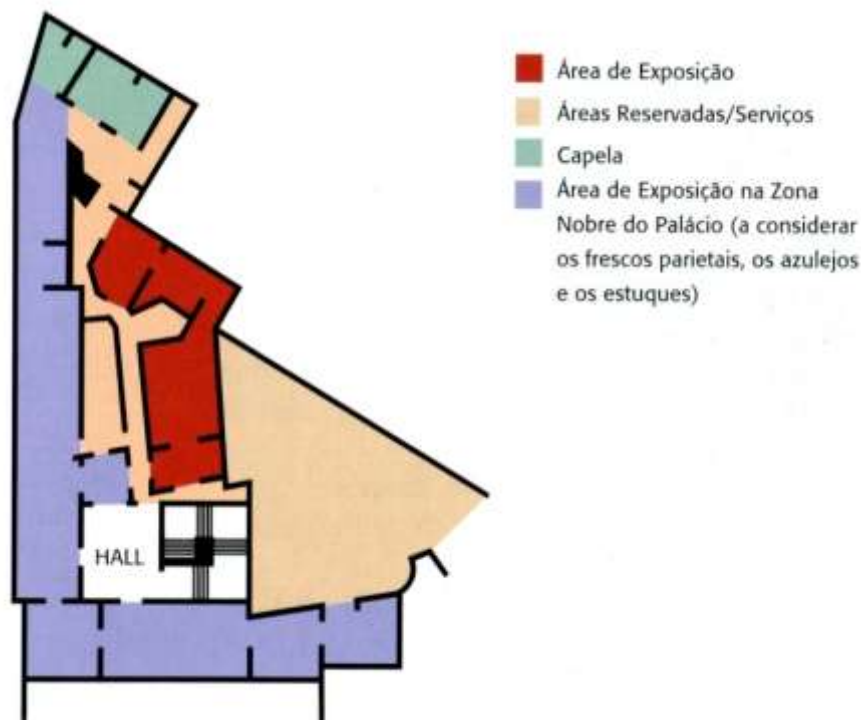 Área de Exposição
Áreas Reservadas/Serviços
Capela
Área de Exposição na Zona
Nobre do Palácio (a considerar
os frescos parietais, os azulejos
e os estuques)
HALL